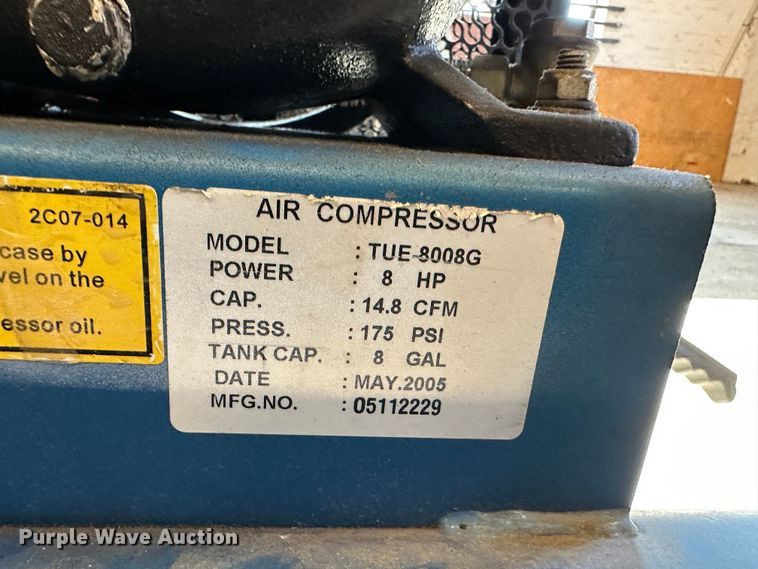 2C07-014
case by
vel on the
essor oil.
AIR COMPRESSOR
MODEL : TUE-8008G
POWER : 8 HP
CAP. : 14.8 CFM
PRESS. : 175 PSI
TANK CAP. : 8 GAL
DATE : MAY.2005
MFG.NO. : 05112229
Purple Wave Auction